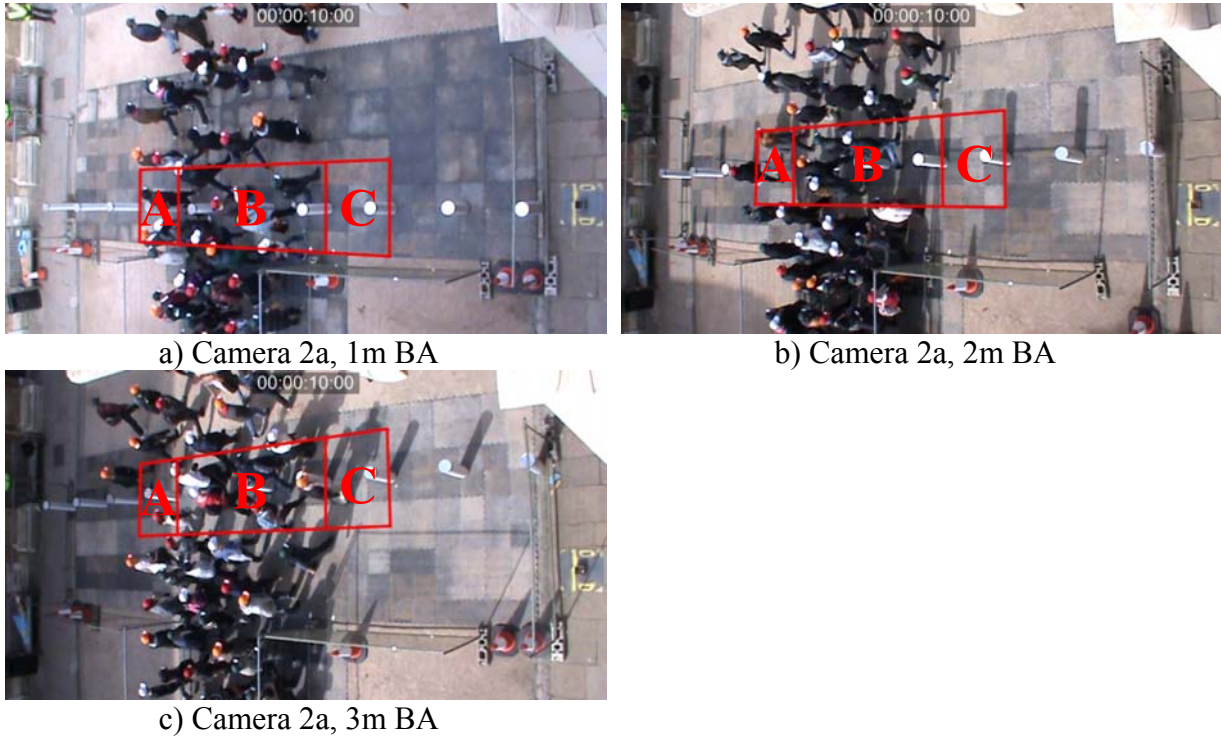 00:00:10:00
00:00:10:00
A B C
A B C
a) Camera 2a, 1m BA
b) Camera 2a, 2m BA
00:00:10:00
A B C
c) Camera 2a, 3m BA